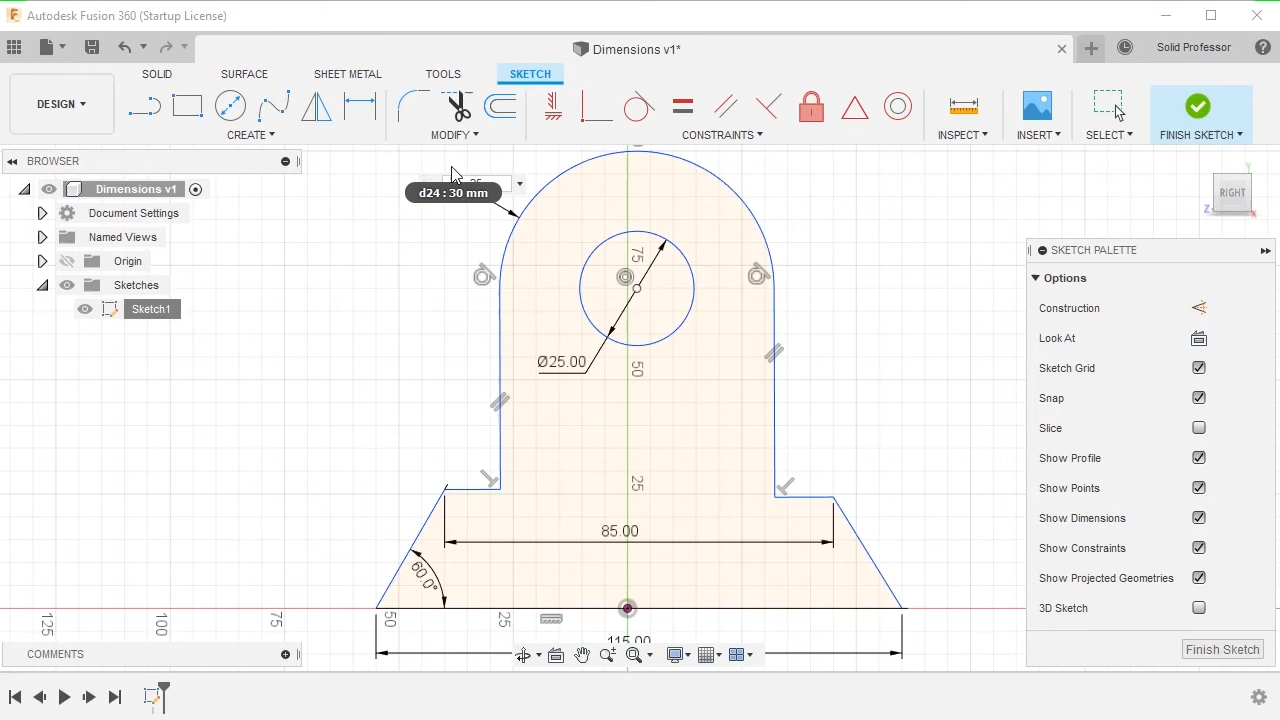 Autodesk Fusion 360 (Startup License)
Dimensions v1*
Solid Professor
DESIGN
SOLID
SURFACE
SHEET METAL
TOOLS
SKETCH
CREATE
MODIFY
CONSTRAINTS
INSPECT
INSERT
SELECT
FINISH SKETCH
BROWSER
Dimensions v1
Document Settings
Named Views
Origin
Sketches
Sketch1
d24 : 30 mm
RIGHT
Y
Z
X
75
50
25
Ø25.00
85.00
60.0°
115.00
125
100
75
50
25
SKETCH PALETTE
Options
Construction
Look At
Sketch Grid
Snap
Slice
Show Profile
Show Points
Show Dimensions
Show Constraints
Show Projected Geometries
3D Sketch
Finish Sketch
COMMENTS